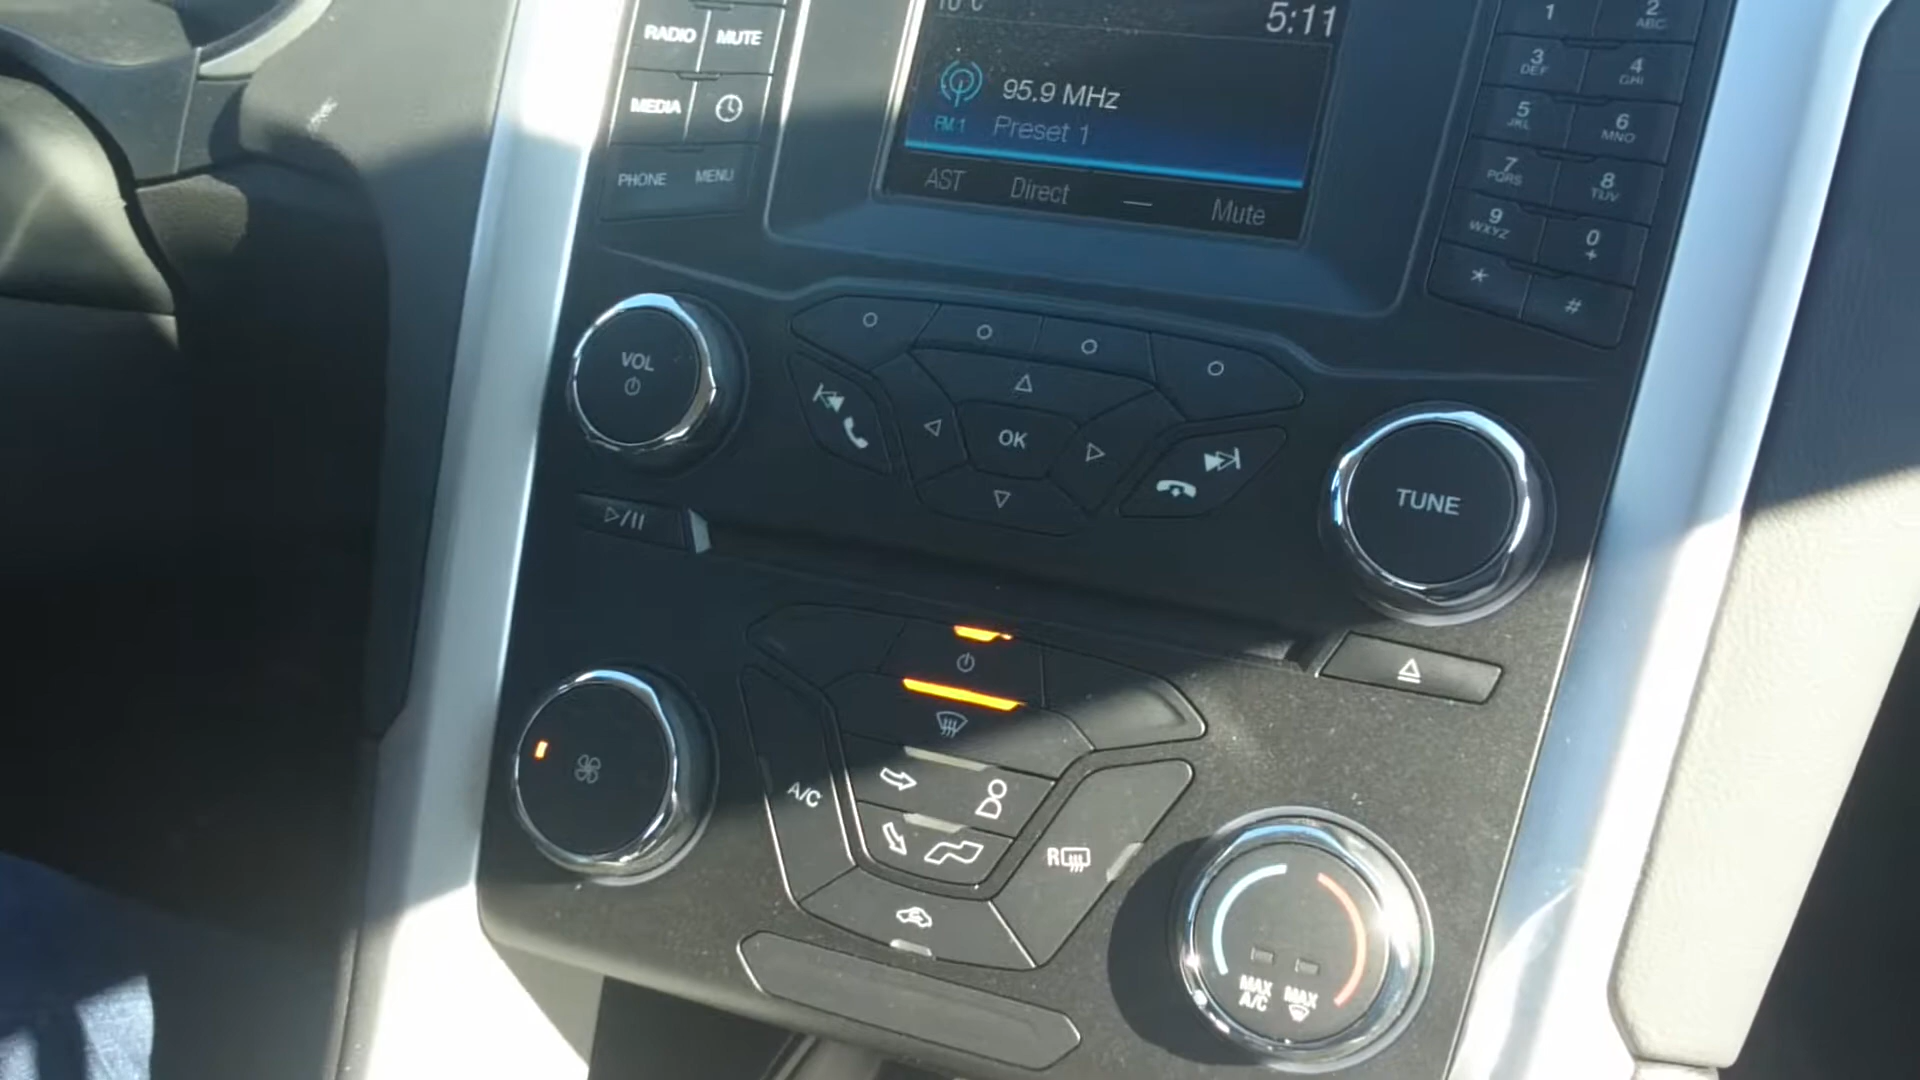 RADIO
MUTE
MEDIA
PHONE
MENU
5:11
95.9 MHz
FM 1
Preset 1
AST
Direct
Mute
1
2
ABC
3
DEF
4
GHI
5
JKL
6
MNO
7
PQRS
8
TUV
9
WXYZ
0
+
*
#
VOL
OK
TUNE
A/C
R
MAX
A/C
MAX